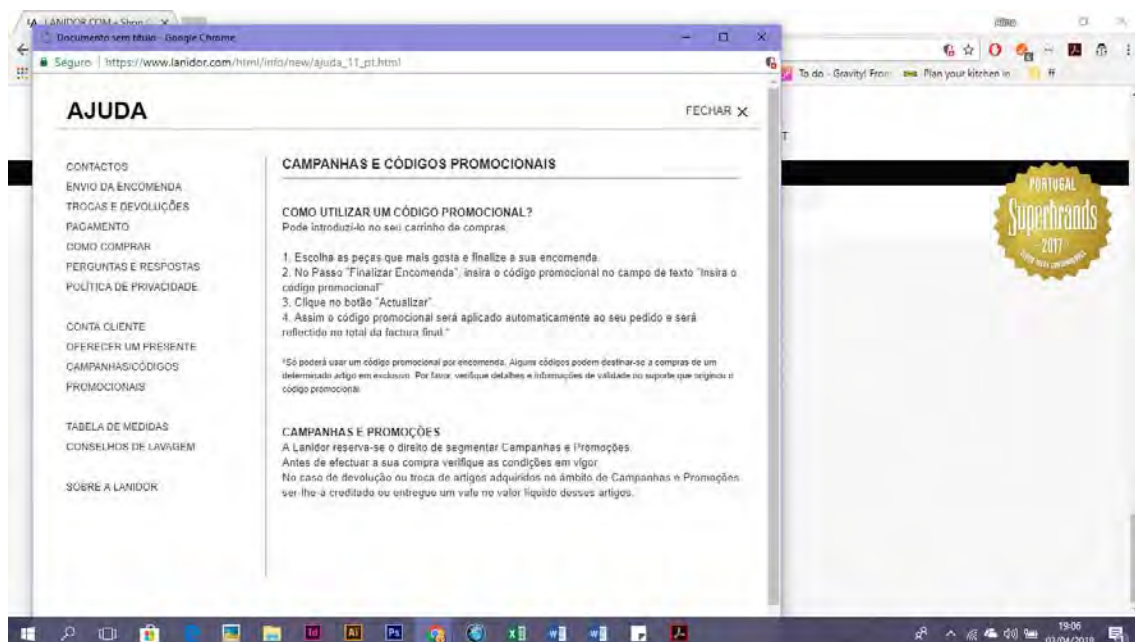 LANIDOR.COM - Shop
Documento sem título - Google Chrome
Seguro | https://www.lanidor.com/html/info/new/ajuda_11_pt.html
To do - Gravity! From
Plan your kitchen in
AJUDA
FECHAR X
CONTACTOS
ENVIO DA ENCOMENDA
TROCAS E DEVOLUÇÕES
PAGAMENTO
COMO COMPRAR
PERGUNTAS E RESPOSTAS
POLÍTICA DE PRIVACIDADE
CONTA CLIENTE
OFERECER UM PRESENTE
CAMPANHAS/CÓDIGOS
PROMOCIONAIS
TABELA DE MEDIDAS
CONSELHOS DE LAVAGEM
SOBRE A LANIDOR
CAMPANHAS E CÓDIGOS PROMOCIONAIS
COMO UTILIZAR UM CÓDIGO PROMOCIONAL?
Pode introduzi-lo no seu carrinho de compras.
1. Escolha as peças que mais gosta e finalize a sua encomenda.
2. No Passo "Finalizar Encomenda", insira o código promocional no campo de texto "Insira o
código promocional"
3. Clique no botão "Actualizar".
4. Assim o código promocional será aplicado automaticamente ao seu pedido e será
reflectido no total da factura final.*
*Só poderá usar um código promocional por encomenda. Alguns códigos podem destinar-se a compras de um
determinado artigo em exclusivo. Por favor, verifique detalhes e informações de validade no suporte que originou o
código promocional.
CAMPANHAS E PROMOÇÕES
A Lanidor reserva-se o direito de segmentar Campanhas e Promoções.
Antes de efectuar a sua compra verifique as condições em vigor.
No caso de devolução ou troca de artigos adquiridos no âmbito de Campanhas e Promoções
ser-lhe-á creditado ou entregue um vale no valor líquido desses artigos.
T
PORTUGAL
Superbrands
2017
19:06
03/04/2018